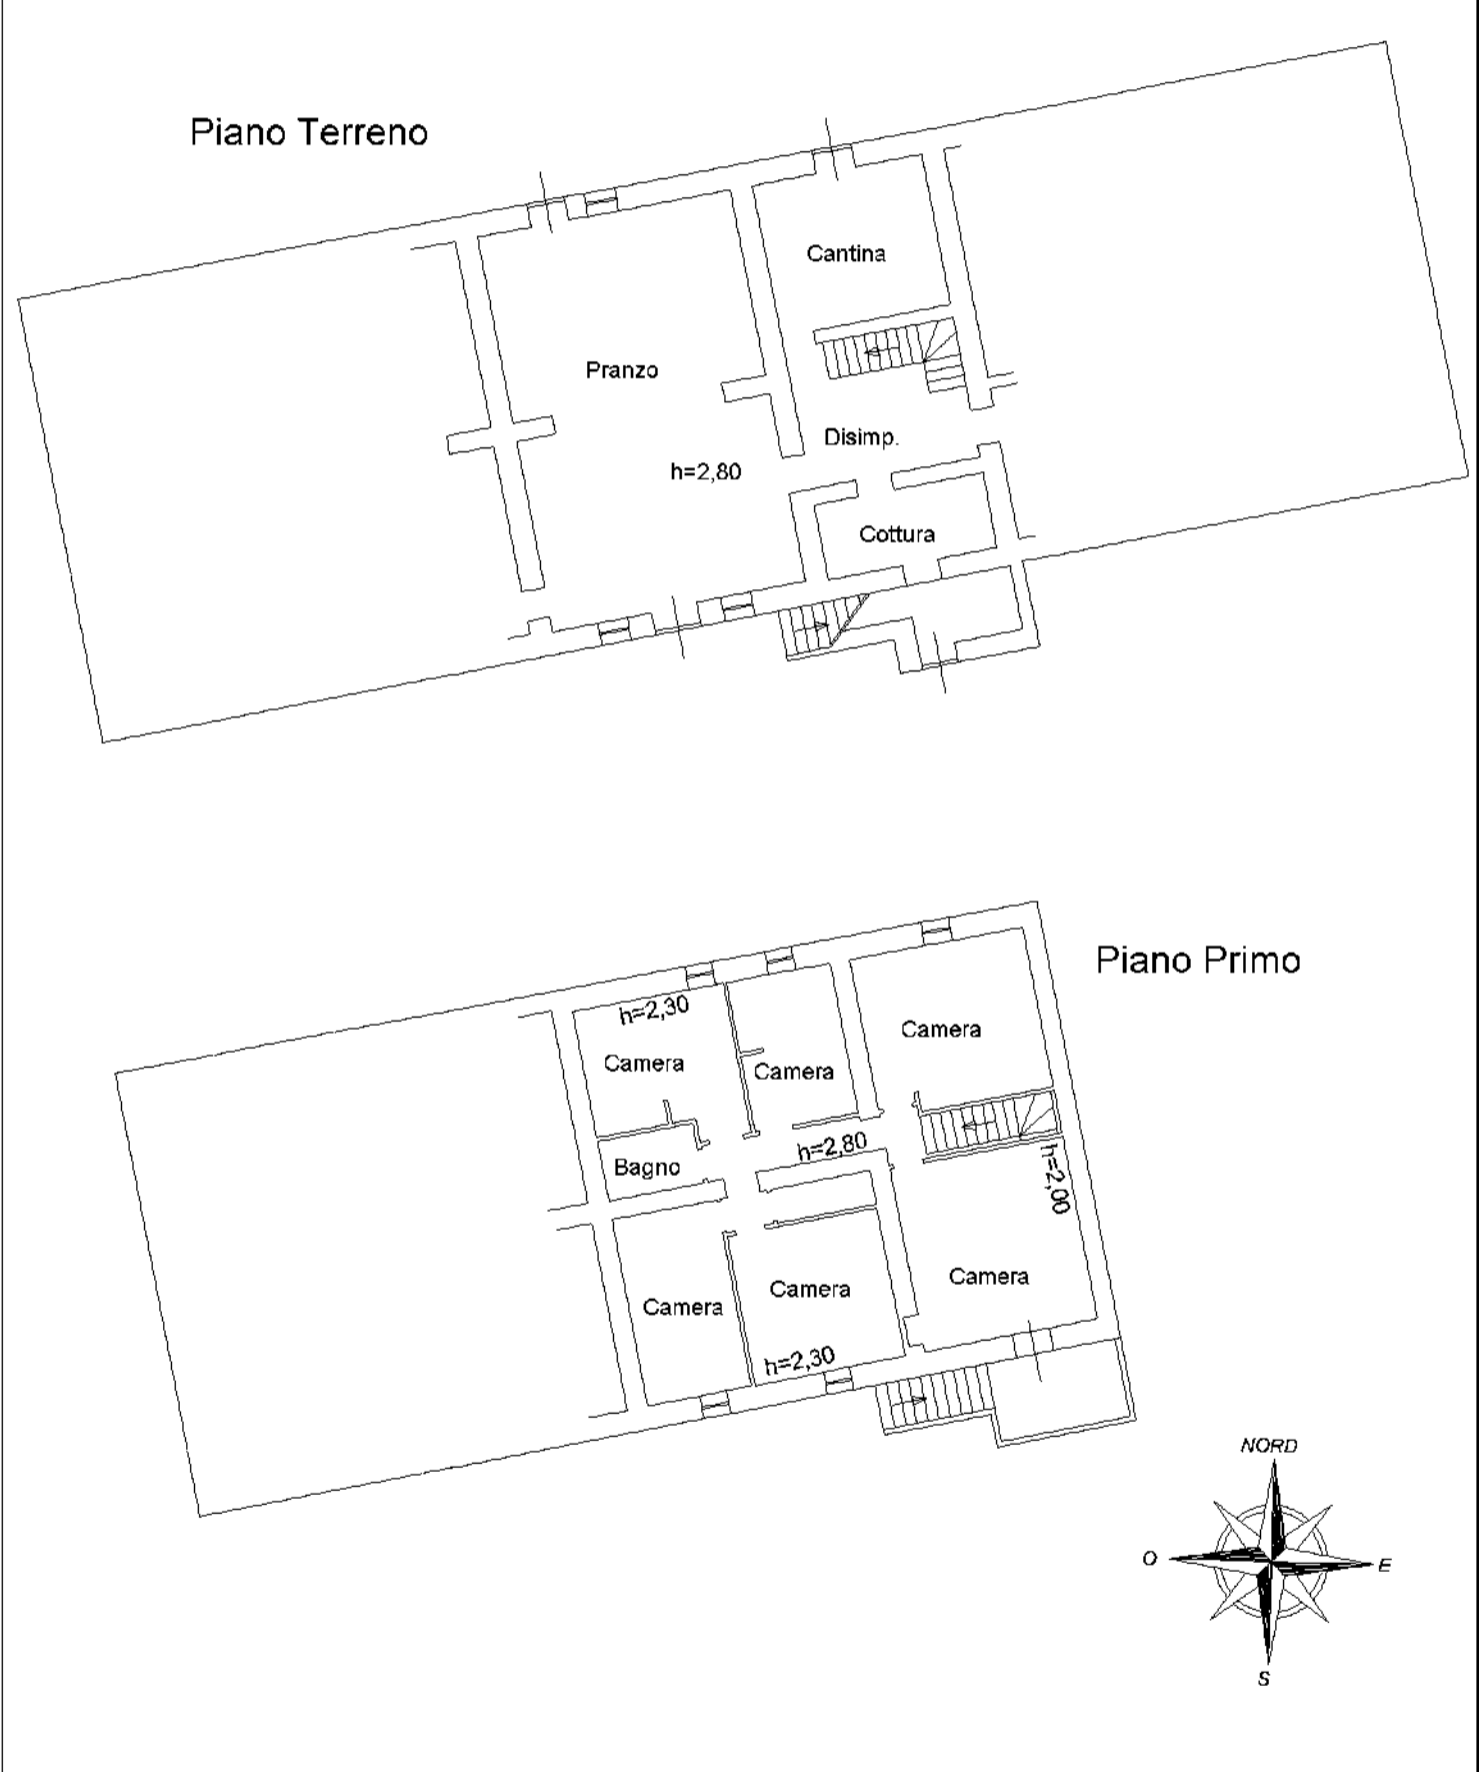 Piano Terreno
Cantina
Pranzo
Disimp.
h=2,80
Cottura
Piano Primo
h=2,30
Camera
Camera
Camera
h=2,80
Bagno
h=2,00
Camera
Camera
Camera
h=2,30
NORD
O
E
S